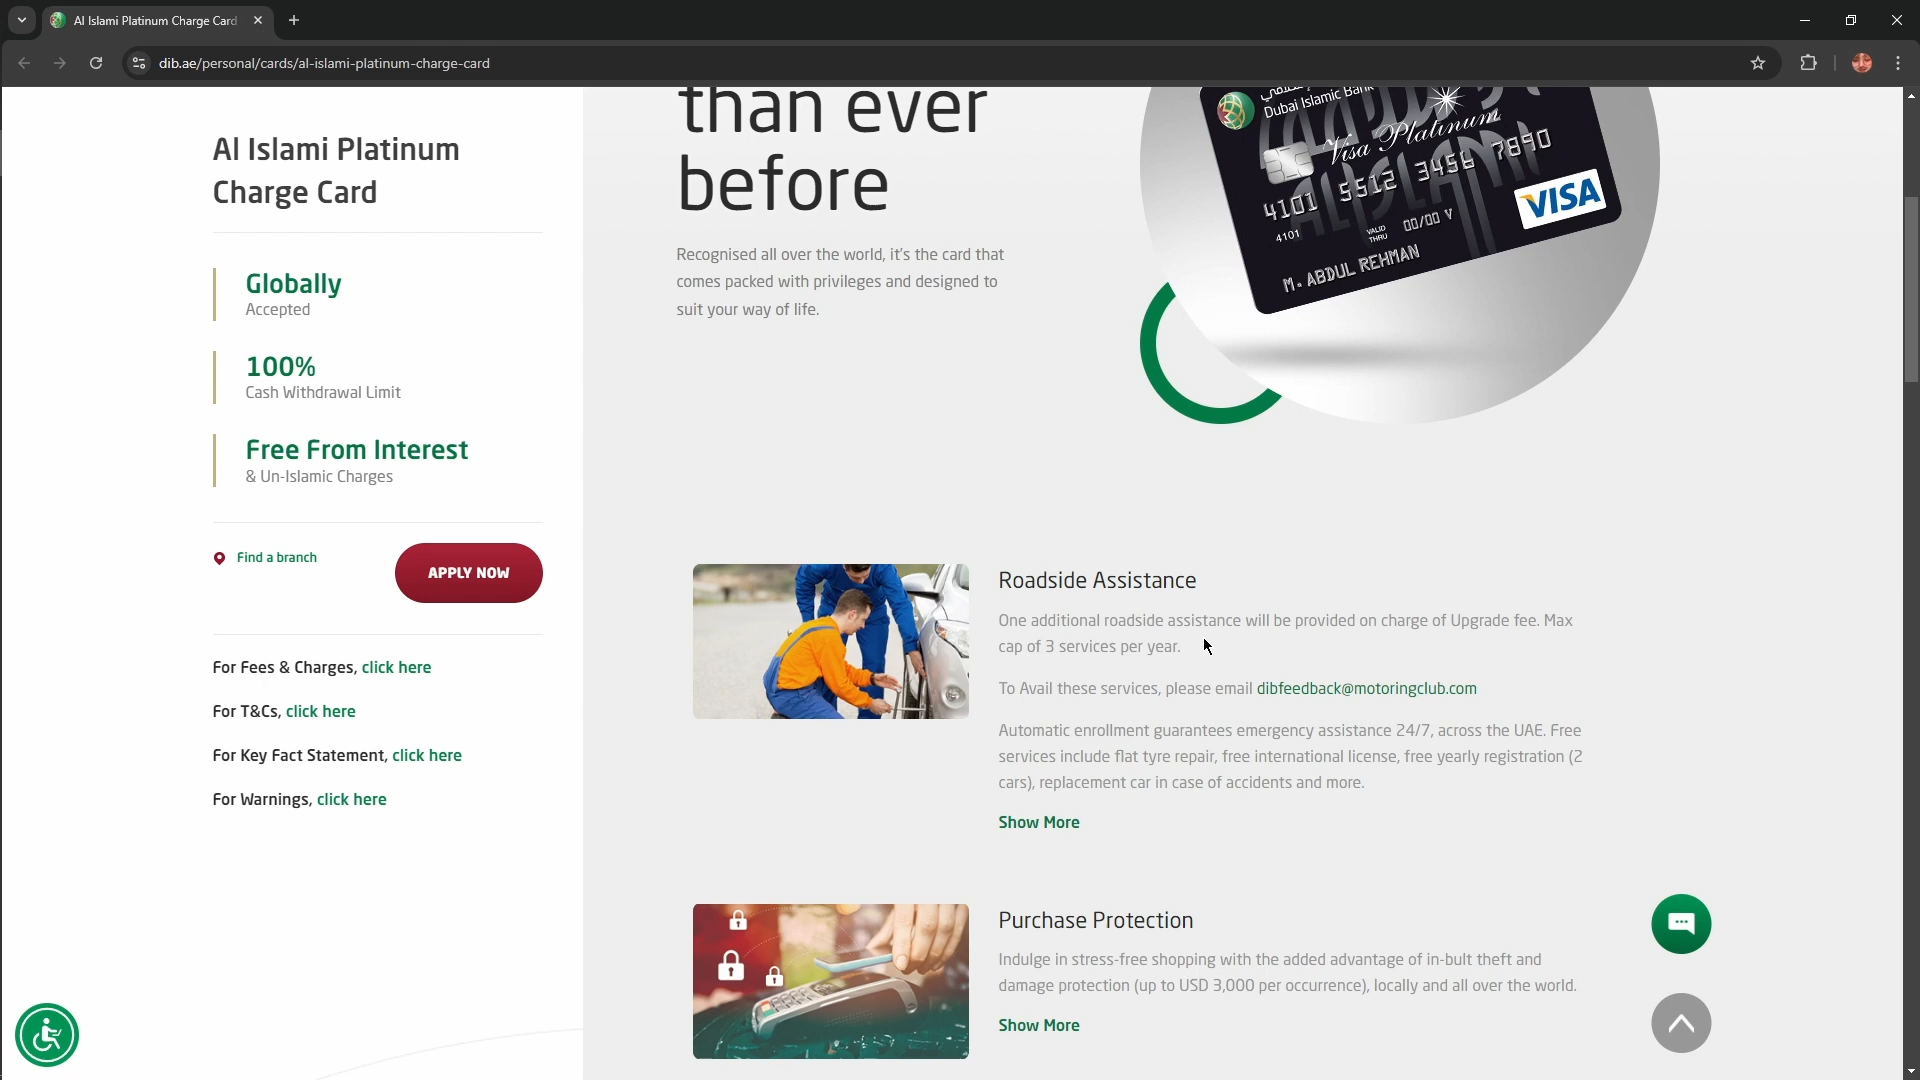 Al Islami Platinum Charge Card
dib.ae/personal/cards/al-islami-platinum-charge-card
Al Islami Platinum
Charge Card
Globally
Accepted
100%
Cash Withdrawal Limit
Free From Interest
& Un-Islamic Charges
Find a branch
APPLY NOW
For Fees & Charges, click here
For T&Cs, click here
For Key Fact Statement, click here
For Warnings, click here
than ever
before
Recognised all over the world, it's the card that
comes packed with privileges and designed to
suit your way of life.
Dubai Islamic Bank
Visa Platinum
4101 5512 3456 7890
4101
VALID
THRU
00/00 V
M. ABDUL REHMAN
VISA
Roadside Assistance
One additional roadside assistance will be provided on charge of Upgrade fee. Max
cap of 3 services per year.
To Avail these services, please email dibfeedback@motoringclub.com
Automatic enrollment guarantees emergency assistance 24/7, across the UAE. Free
services include flat tyre repair, free international license, free yearly registration (2
cars), replacement car in case of accidents and more.
Show More
Purchase Protection
Indulge in stress-free shopping with the added advantage of in-bult theft and
damage protection (up to USD 3,000 per occurrence), locally and all over the world.
Show More